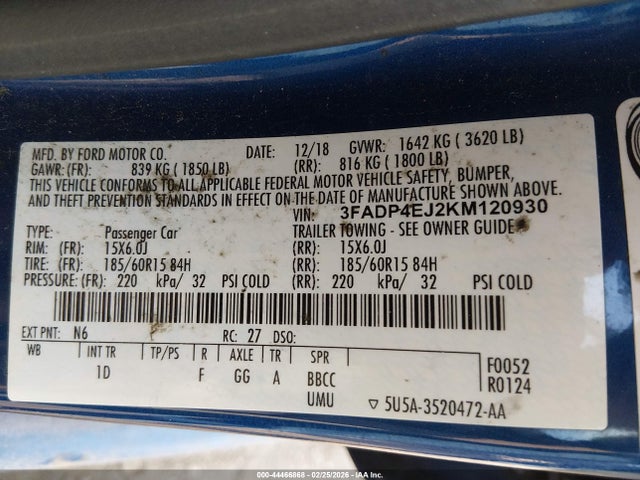 MFD. BY FORD MOTOR CO. DATE: 12/18 GVWR: 1642 KG ( 3620 LB)
GAWR: (FR): 839 KG ( 1850 LB) (RR): 816 KG ( 1800 LB)
THIS VEHICLE CONFORMS TO ALL APPLICABLE FEDERAL MOTOR VEHICLE SAFETY, BUMPER,
AND THEFT PREVENTION STANDARDS IN EFFECT ON THE DATE OF MANUFACTURE SHOWN ABOVE.
VIN: 3FADP4EJ2KM120930
TYPE: Passenger Car TRAILER TOWING - SEE OWNER GUIDE
RIM: (FR): 15X6.0J (RR): 15X6.0J
TIRE: (FR): 185/60R15 84H (RR): 185/60R15 84H
PRESSURE: (FR): 220 kPa/ 32 PSI COLD (RR): 220 kPa/ 32 PSI COLD
EXT PNT: N6 RC: 27 DSO:
WB INT TR TP/PS R AXLE TR SPR
1D F GG A BBCC
UMU
F0052
R0124
5U5A-3520472-AA
000-44466868 - 02/25/2026 - IAA Inc.